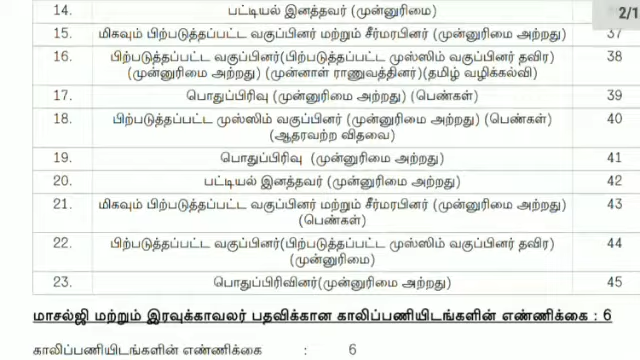 14. பட்டியல் இனத்தவர் (முன்னுரிமை)
2/1
15. மிகவும் பிற்படுத்தப்பட்ட வகுப்பினர் மற்றும் சீர்மரபினர் (முன்னுரிமை அற்றது) 37
16. பிற்படுத்தப்பட்ட வகுப்பினர்(பிற்படுத்தப்பட்ட முஸ்ஸிம் வகுப்பினர் தவிர) 38
(முன்னுரிமை அற்றது) (முன்னாள் ராணுவத்தினர்)(தமிழ் வழிக்கல்வி)
17. பொதுப்பிரிவு (முன்னுரிமை அற்றது) (பெண்கள்) 39
18. பிற்படுத்தப்பட்ட முஸ்ஸிம் வகுப்பினர் (முன்னுரிமை அற்றது) (பெண்கள்) 40
(ஆதரவற்ற விதவை)
19. பொதுப்பிரிவு (முன்னுரிமை அற்றது) 41
20. பட்டியல் இனத்தவர் (முன்னுரிமை அற்றது) 42
21. மிகவும் பிற்படுத்தப்பட்ட வகுப்பினர் மற்றும் சீர்மரபினர் (முன்னுரிமை அற்றது) 43
(பெண்கள்)
22. பிற்படுத்தப்பட்ட வகுப்பினர்(பிற்படுத்தப்பட்ட முஸ்ஸிம் வகுப்பினர் தவிர) 44
(முன்னுரிமை)
23. பொதுப்பிரிவினர்(முன்னுரிமை அற்றது) 45
மாசல்ஜி மற்றும் இரவுக்காவலர் பதவிக்கான காலிப்பணியிடங்களின் எண்ணிக்கை : 6
காலிப்பணியிடங்களின் எண்ணிக்கை : 6